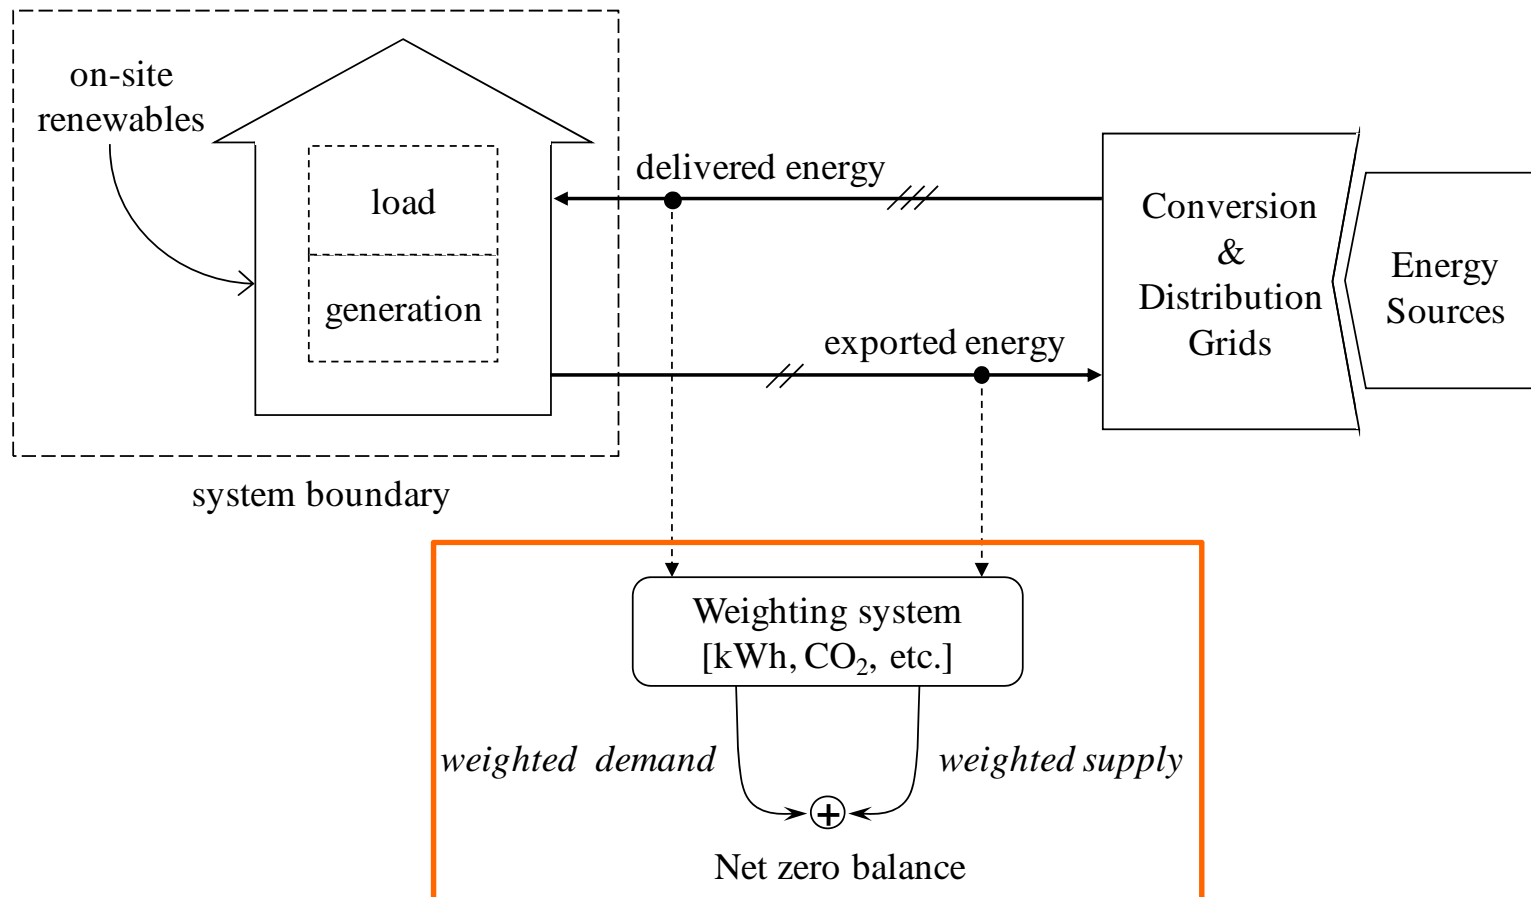 on-site
renewables
load
generation
delivered energy
exported energy
Conversion
&
Distribution
Grids
Energy
Sources
system boundary
Weighting system
[kWh, CO₂, etc.]
weighted demand
weighted supply
+
Net zero balance